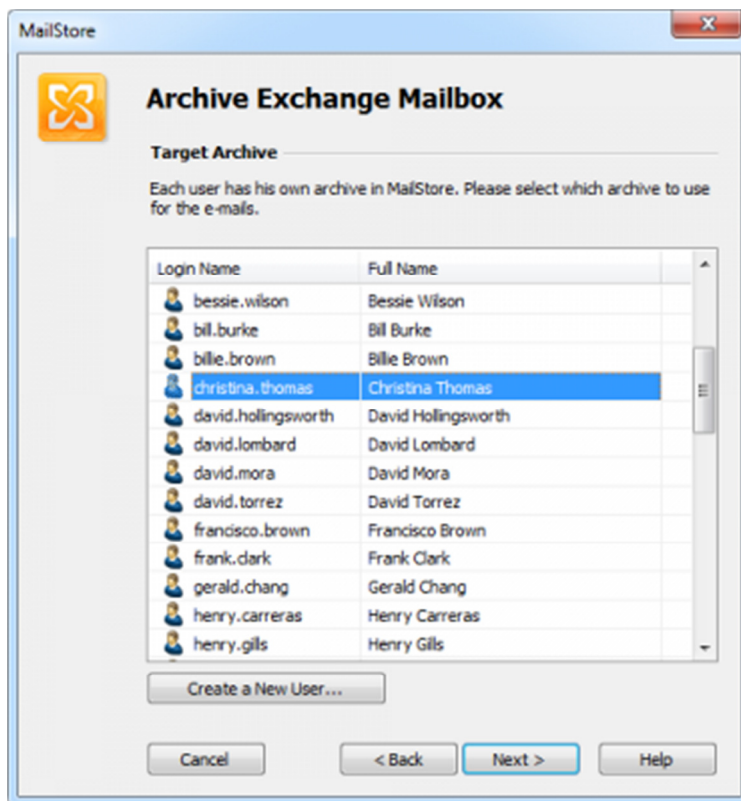 MailStore
Archive Exchange Mailbox
Target Archive
Each user has his own archive in MailStore. Please select which archive to use
for the e-mails.
Login Name Full Name
bessie.wilson Bessie Wilson
bill.burke Bill Burke
billie.brown Billie Brown
christina.thomas Christina Thomas
david.hollingsworth David Hollingsworth
david.lombard David Lombard
david.mora David Mora
david.torrez David Torrez
francisco.brown Francisco Brown
frank.clark Frank Clark
gerald.chang Gerald Chang
henry.carreras Henry Carreras
henry.gills Henry Gills
Create a New User...
Cancel < Back Next > Help